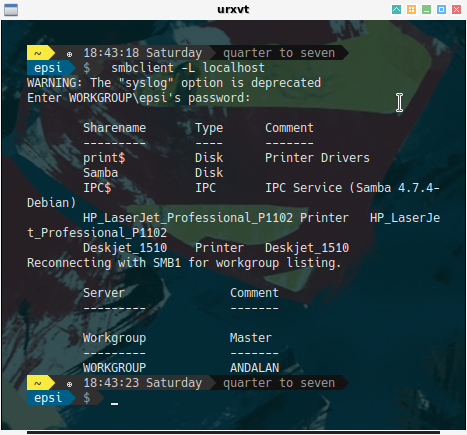 urxvt
~ ⊕ 18:43:18 Saturday quarter to seven
epsi $ smbclient -L localhost
WARNING: The "syslog" option is deprecated
Enter WORKGROUP\epsi's password:
Sharename Type Comment
--------- ---- -------
print$ Disk Printer Drivers
Samba Disk
IPC$ IPC IPC Service (Samba 4.7.4-
Debian)
HP_LaserJet_Professional_P1102 Printer HP_LaserJe
t_Professional_P1102
Deskjet_1510 Printer Deskjet_1510
Reconnecting with SMB1 for workgroup listing.
Server Comment
--------- -------
Workgroup Master
--------- -------
WORKGROUP ANDALAN
~ ⊕ 18:43:23 Saturday quarter to seven
epsi $ _